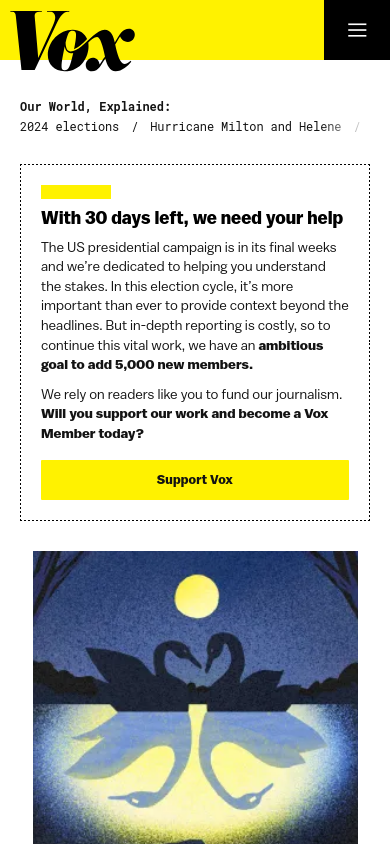 Vox
Our World, Explained:
2024 elections / Hurricane Milton and Helene /
With 30 days left, we need your help
The US presidential campaign is in its final weeks
and we’re dedicated to helping you understand
the stakes. In this election cycle, it’s more
important than ever to provide context beyond the
headlines. But in-depth reporting is costly, so to
continue this vital work, we have an ambitious
goal to add 5,000 new members.
We rely on readers like you to fund our journalism.
Will you support our work and become a Vox
Member today?
Support Vox